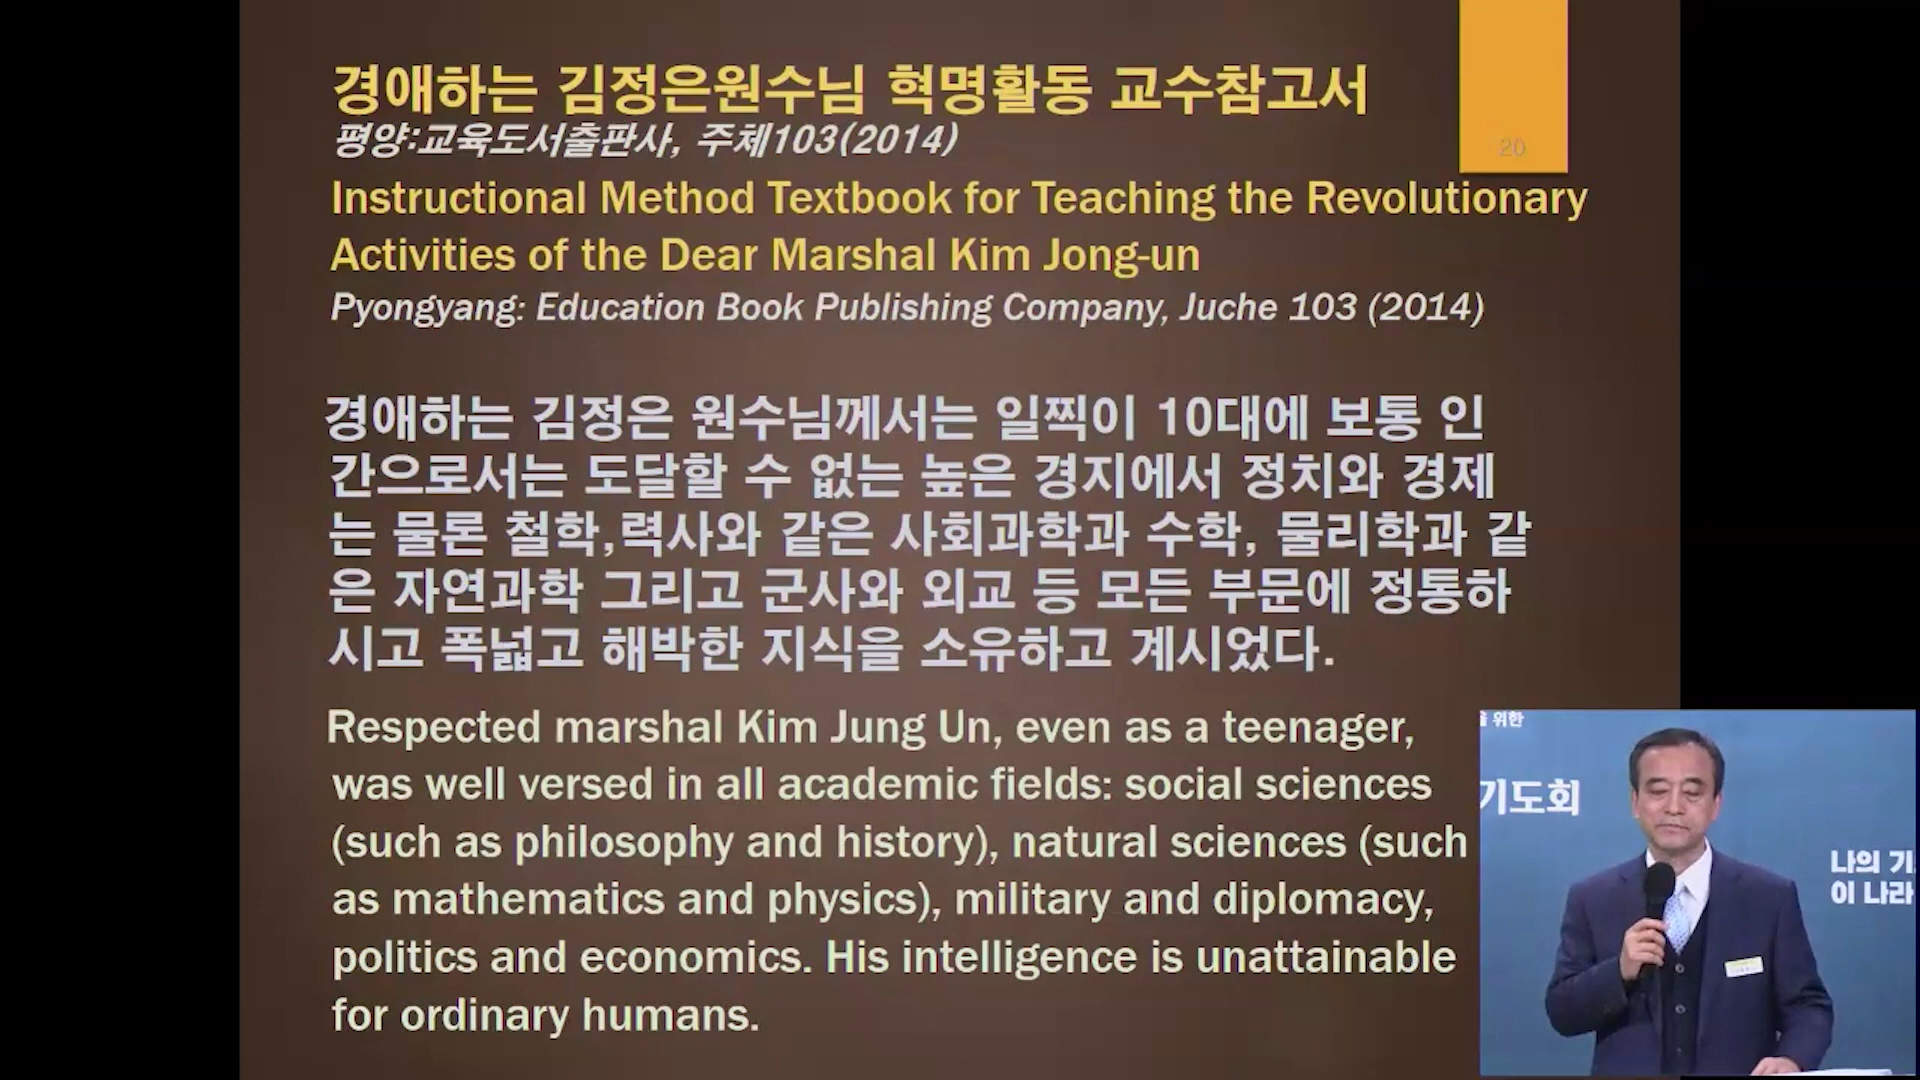 경애하는 김정은원수님 혁명활동 교수참고서
평양:교육도서출판사, 주체103(2014)
20
Instructional Method Textbook for Teaching the Revolutionary
Activities of the Dear Marshal Kim Jong-un
Pyongyang: Education Book Publishing Company, Juche 103 (2014)
경애하는 김정은 원수님께서는 일찍이 10대에 보통 인
간으로서는 도달할 수 없는 높은 경지에서 정치와 경제
는 물론 철학,력사와 같은 사회과학과 수학, 물리학과 같
은 자연과학 그리고 군사와 외교 등 모든 부문에 정통하
시고 폭넓고 해박한 지식을 소유하고 계시었다.
Respected marshal Kim Jung Un, even as a teenager,
was well versed in all academic fields: social sciences
(such as philosophy and history), natural sciences (such
as mathematics and physics), military and diplomacy,
politics and economics. His intelligence is unattainable
for ordinary humans.
위한
기도회
나의 기
이 나라